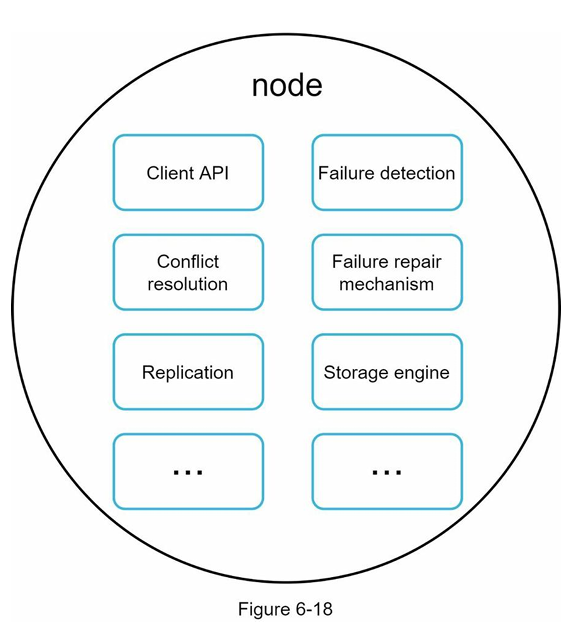 node
Client API
Failure detection
Conflict
resolution
Failure repair
mechanism
Replication
Storage engine
...
...
Figure 6-18